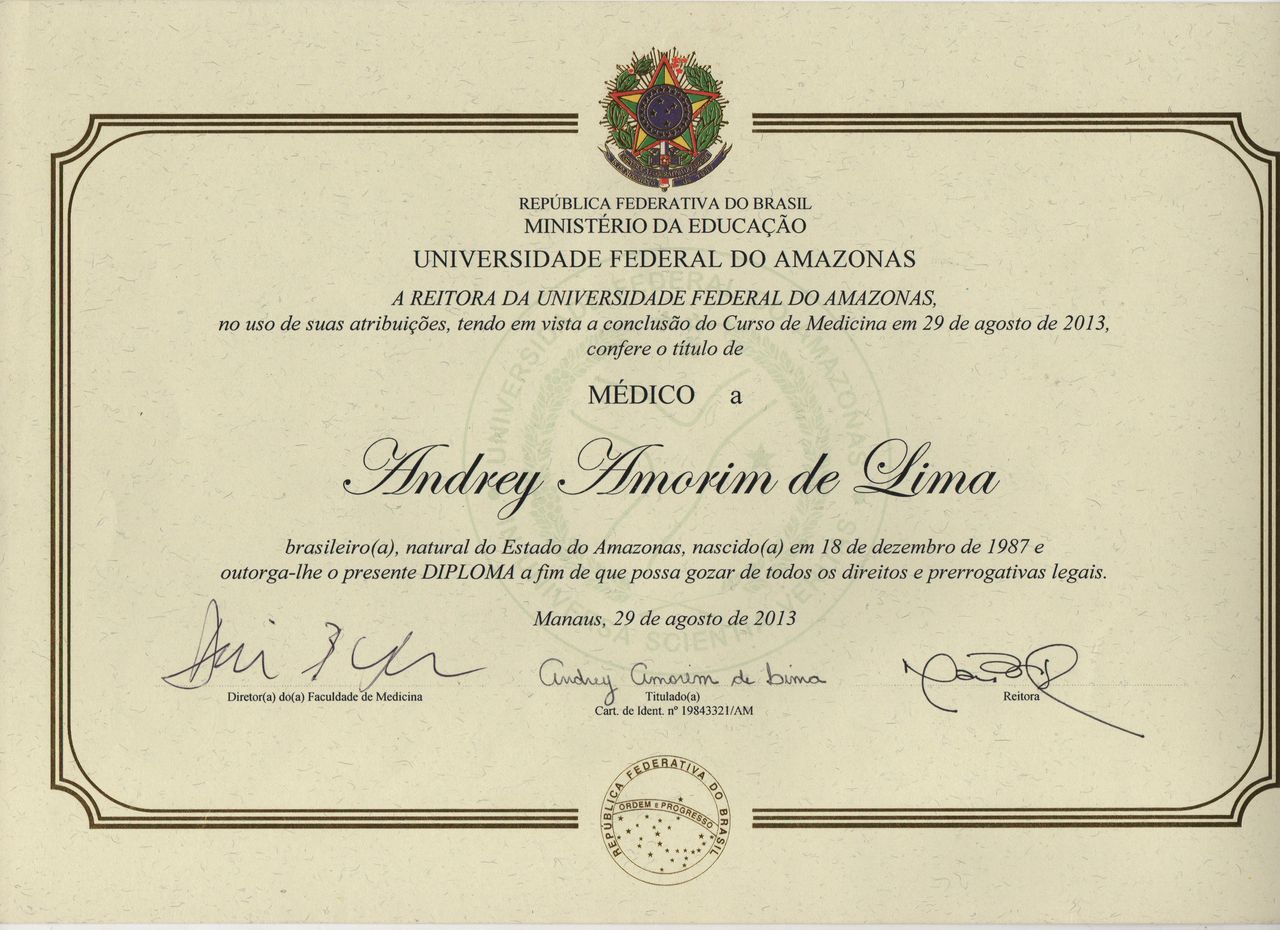 REPÚBLICA FEDERATIVA DO BRASIL
MINISTÉRIO DA EDUCAÇÃO
UNIVERSIDADE FEDERAL DO AMAZONAS
A REITORA DA UNIVERSIDADE FEDERAL DO AMAZONAS,
no uso de suas atribuições, tendo em vista a conclusão do Curso de Medicina em 29 de agosto de 2013,
confere o título de
MÉDICO a
Andrey Amorim de Lima
brasileiro(a), natural do Estado do Amazonas, nascido(a) em 18 de dezembro de 1987 e
outorga-lhe o presente DIPLOMA a fim de que possa gozar de todos os direitos e prerrogativas legais.
Manaus, 29 de agosto de 2013
Andrey Amorim de Lima
Diretor(a) do(a) Faculdade de Medicina
Titulado(a)
Reitora
Cart. de Ident. nº 19843321/AM
REPÚBLICA FEDERATIVA DO BRASIL
ORDEM E PROGRESSO
UNIVERSIDADE FEDERAL DO AMAZONAS